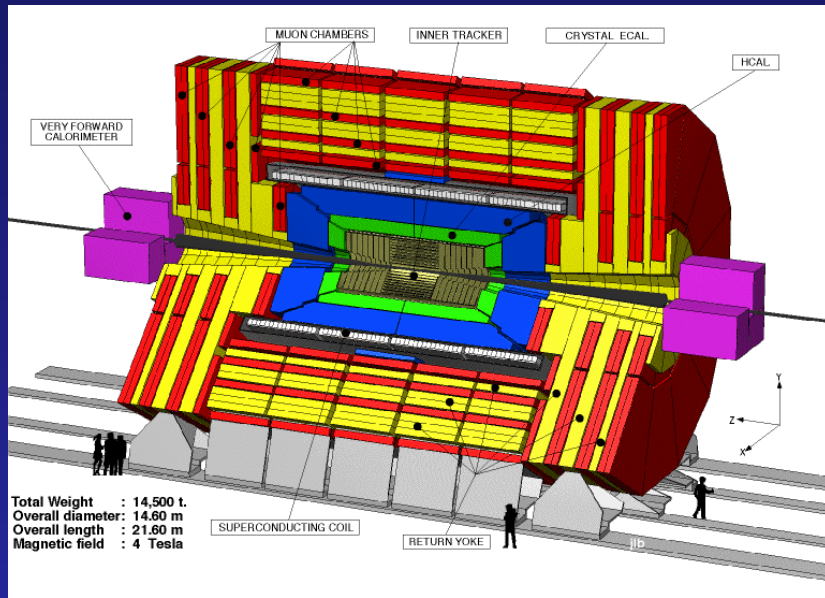 MUON CHAMBERS
INNER TRACKER
CRYSTAL ECAL.
HCAL
VERY FORWARD
CALORIMETER
Y
Z
X
Total Weight : 14,500 t.
Overall diameter: 14.60 m
Overall length : 21.60 m
Magnetic field : 4 Tesla
SUPERCONDUCTING COIL
RETURN YOKE
jlb